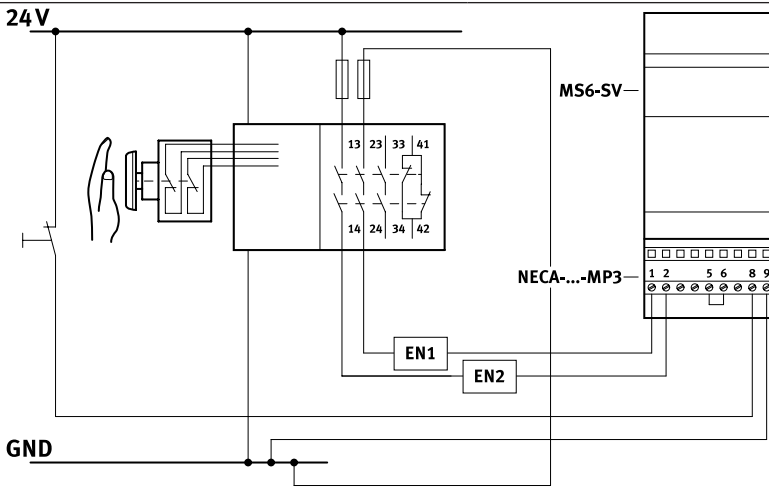 24 V
MS6-SV
13 23 33 41
14 24 34 42
NECA-...-MP3
1 2 5 6 8 9
EN1
EN2
GND